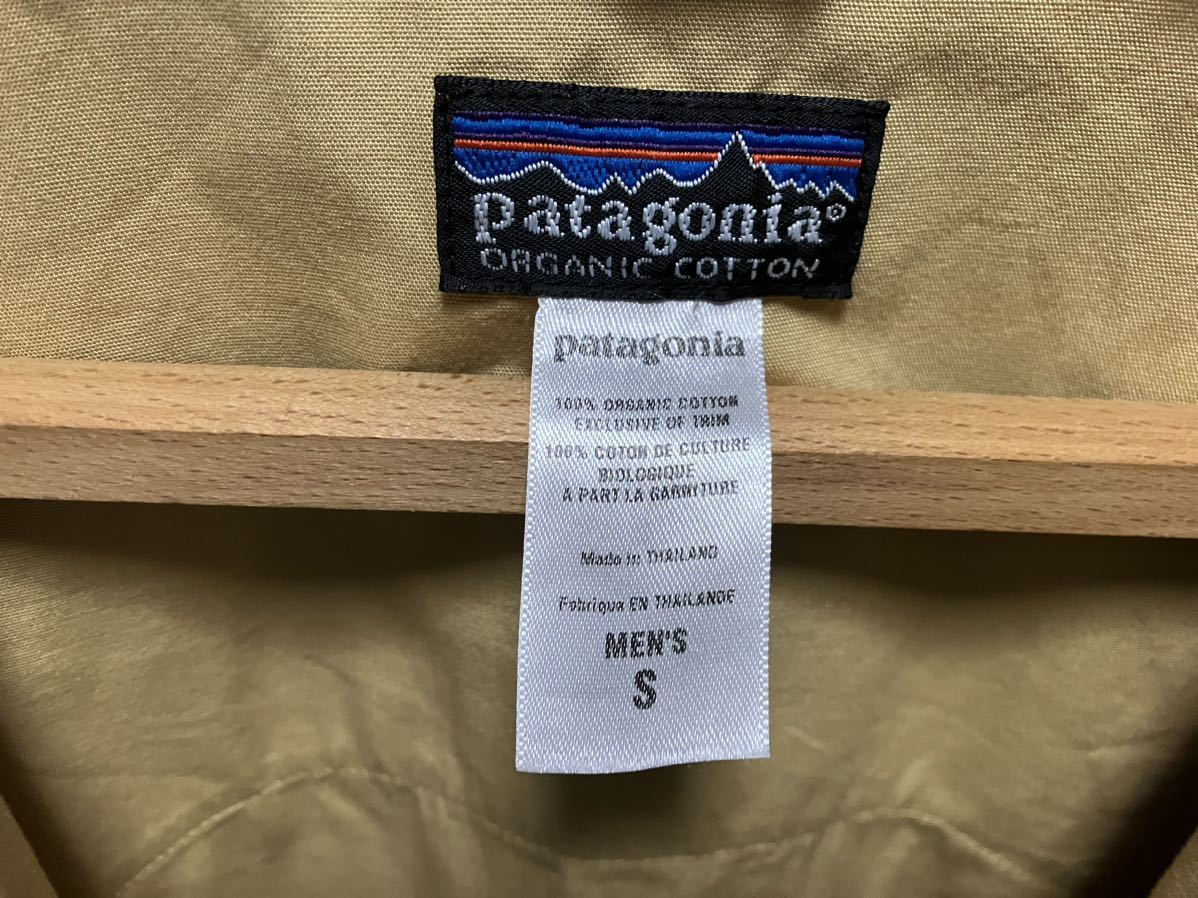 patagonia®
ORGANIC COTTON
patagonia
100% ORGANIC COTTON
EXCLUSIVE OF TRIM
100% COTON DE CULTURE
BIOLOGIQUE
A PART LA GARNITURE
Made in THAILAND
Fabriqua EN THAILANDE
MEN'S
S